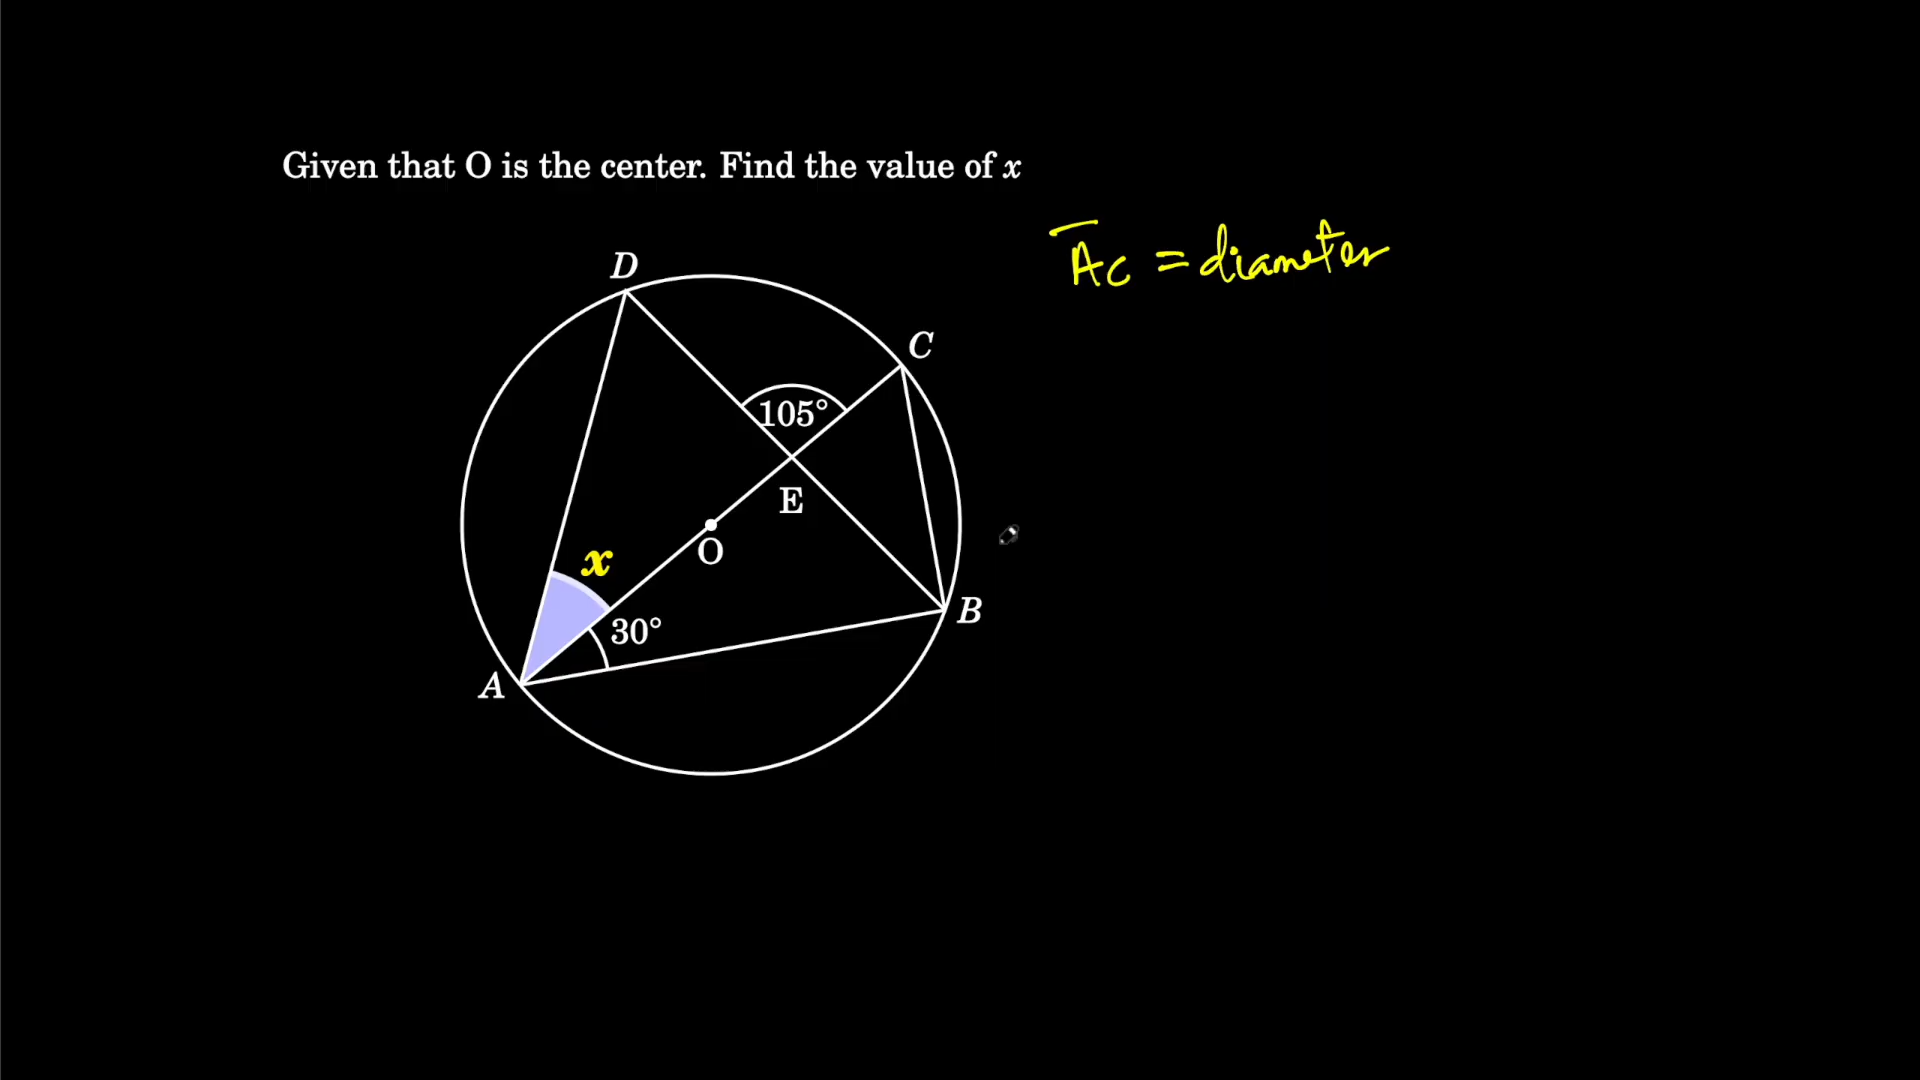 Given that O is the center. Find the value of x
AC = diameter
D
C
105°
E
O
x
30°
B
A